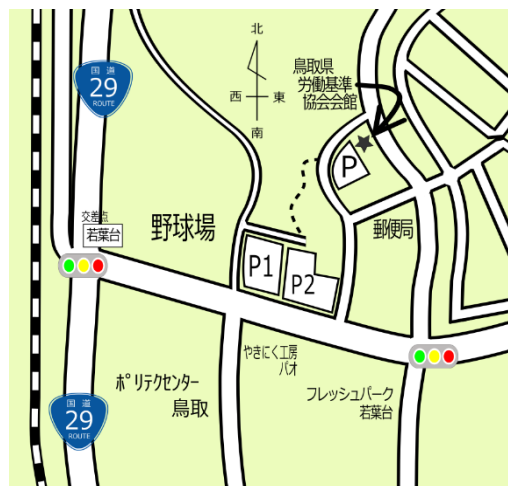 北
西 東
南
鳥取県
労働基準
協会会館
国道
29
ROUTE
P
交差点
若葉台
野球場
郵便局
P1
P2
やきにく工房
パオ
ポリテクセンター
鳥取
フレッシュパーク
若葉台
国道
29
ROUTE